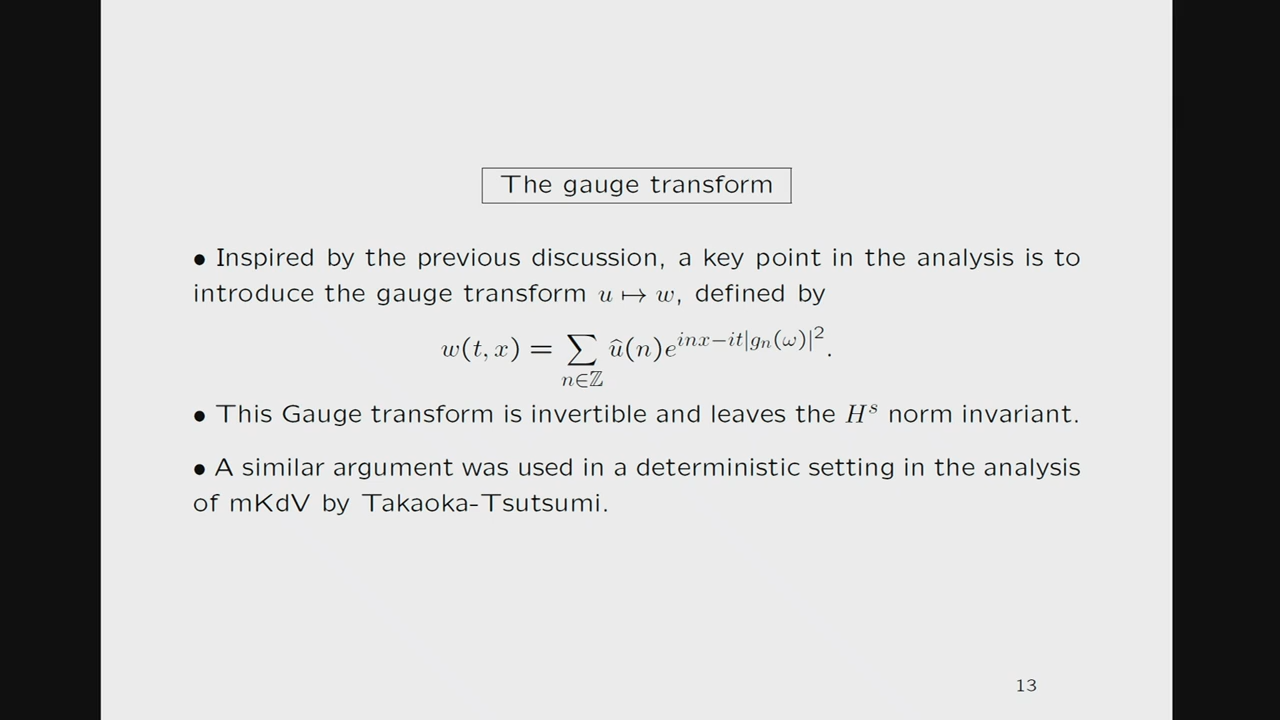 The gauge transform
• Inspired by the previous discussion, a key point in the analysis is to
introduce the gauge transform u ↦ w, defined by
w(t, x) = ∑_{n∈ℤ} û(n)e^{inx−it|g_n(ω)|^2}.
• This Gauge transform is invertible and leaves the H^s norm invariant.
• A similar argument was used in a deterministic setting in the analysis
of mKdV by Takaoka-Tsutsumi.
13